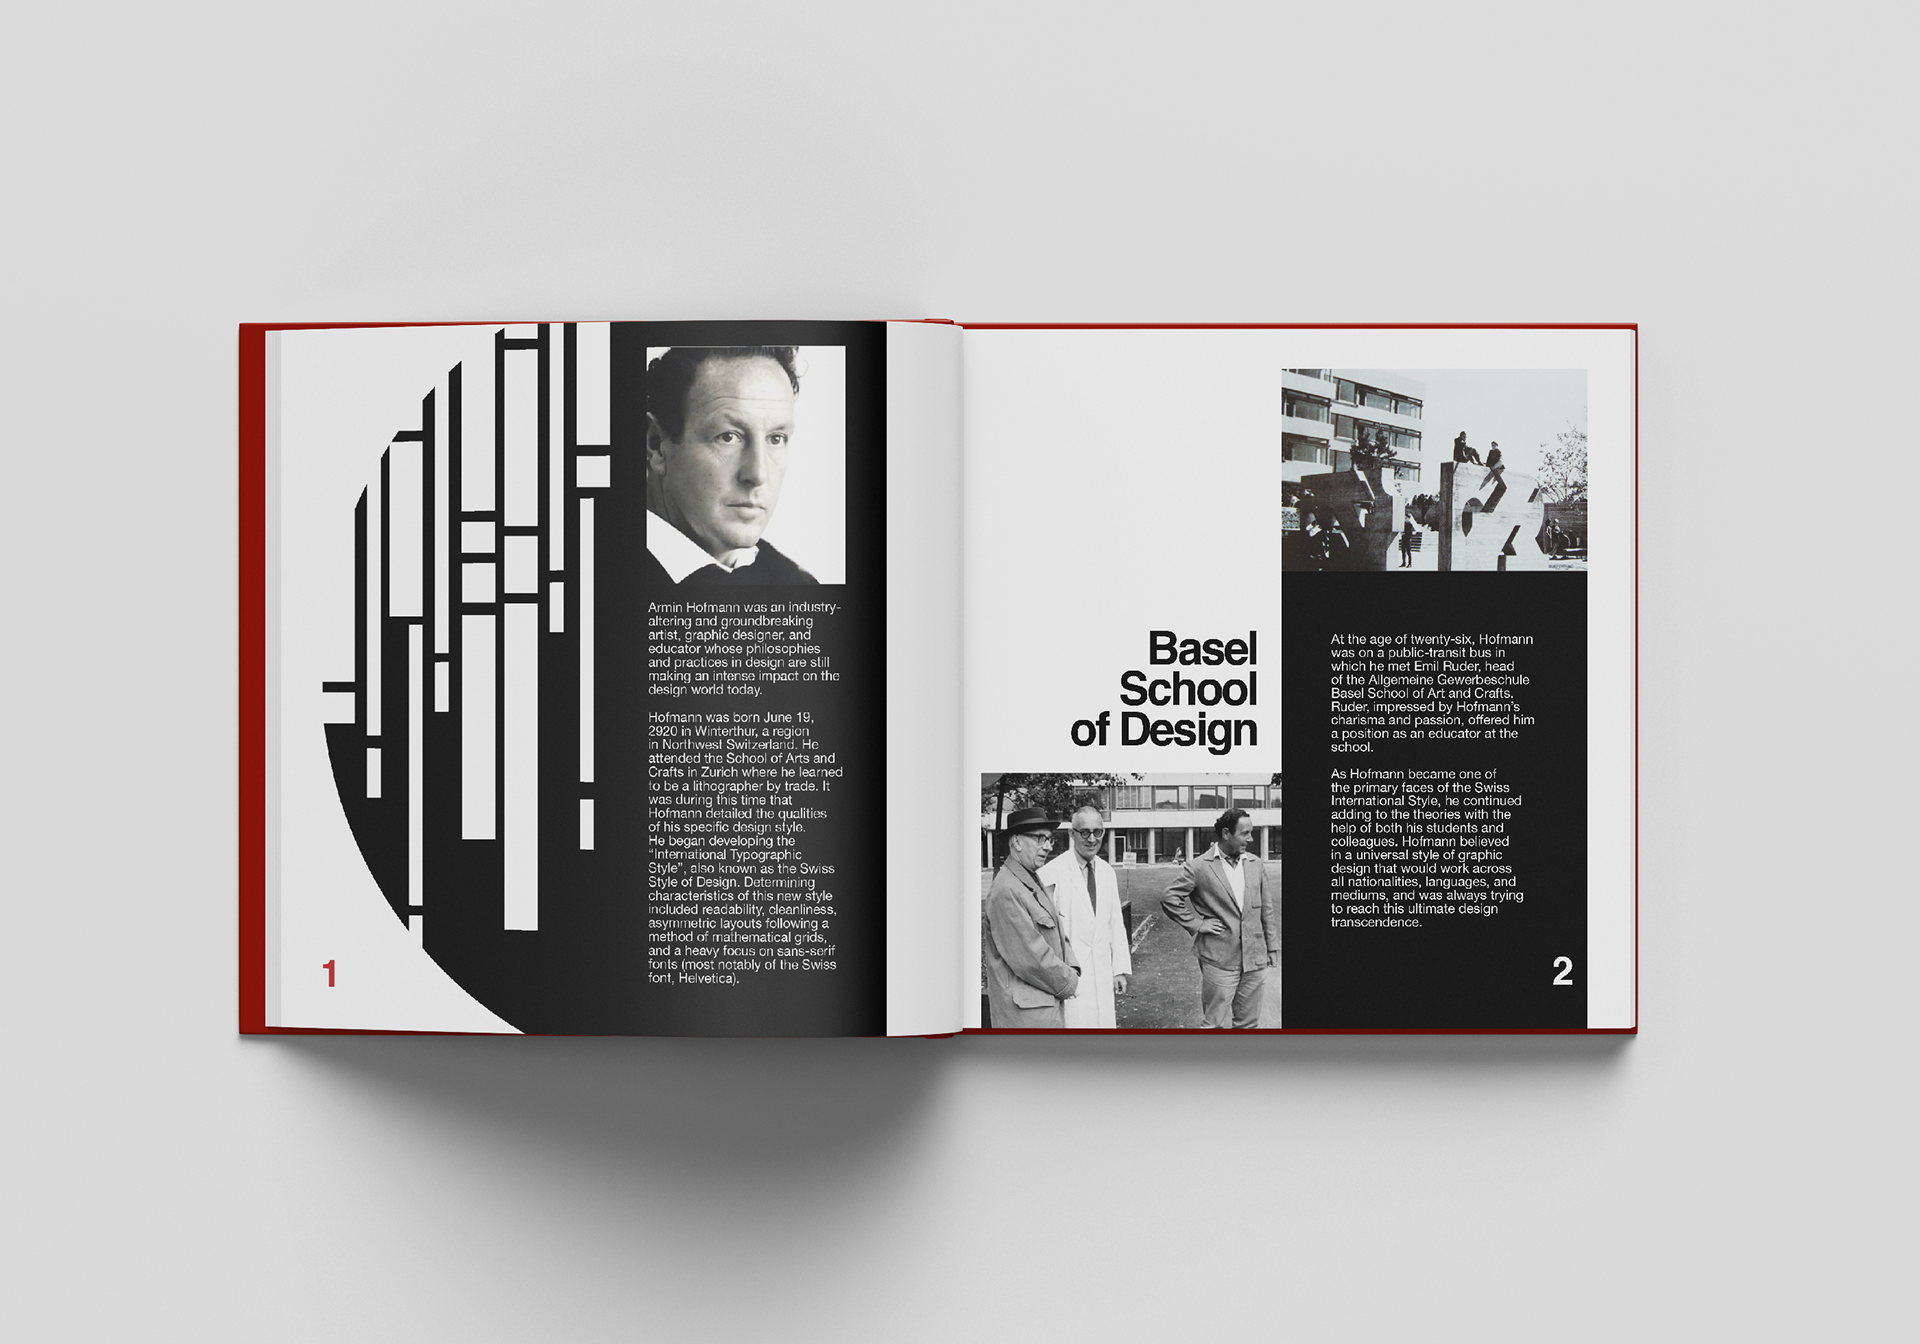 Armin Hofmann was an industry-
altering and groundbreaking
artist, graphic designer, and
educator whose philosophies
and practices in design are still
making an intense impact on the
design world today.
Hofmann was born June 19,
2920 in Winterthur, a region
in Northwest Switzerland. He
attended the School of Arts and
Crafts in Zurich where he learned
to be a lithographer by trade. It
was during this time that
Hofmann detailed the qualities
of his specific design style.
He began developing the
“International Typographic
Style”, also known as the Swiss
Style of Design. Determining
characteristics of this new style
included readability, cleanliness,
asymmetric layouts following a
method of mathematical grids,
and a heavy focus on sans-serif
fonts (most notably of the Swiss
font, Helvetica).
1
Basel
School
of Design
At the age of twenty-six, Hofmann
was on a public-transit bus in
which he met Emil Ruder, head
of the Allgemeine Gewerbeschule
Basel School of Art and Crafts.
Ruder, impressed by Hofmann’s
charisma and passion, offered him
a position as an educator at the
school.
As Hofmann became one of
the primary faces of the Swiss
International Style, he continued
adding to the theories with the
help of both his students and
colleagues. Hofmann believed
in a universal style of graphic
design that would work across
all nationalities, languages, and
mediums, and was always trying
to reach this ultimate design
transcendence.
2